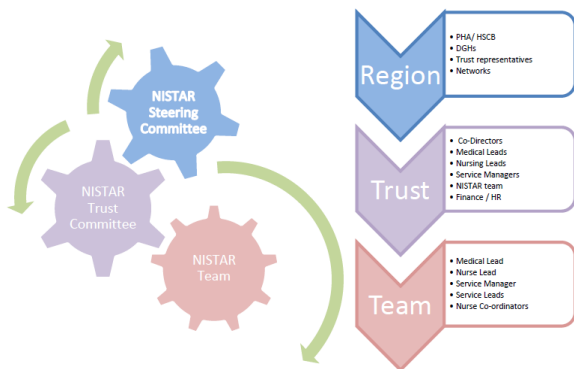 NISTAR
Steering
Committee
NISTAR
Trust
Committee
NISTAR
Team
Region
• PHA/ HSCB
• DGHs
• Trust representatives
• Networks
Trust
• Co-Directors
• Medical Leads
• Nursing Leads
• Service Managers
• NISTAR team
• Finance / HR
Team
• Medical Lead
• Nurse Lead
• Service Manager
• Service Leads
• Nurse Co-ordinators